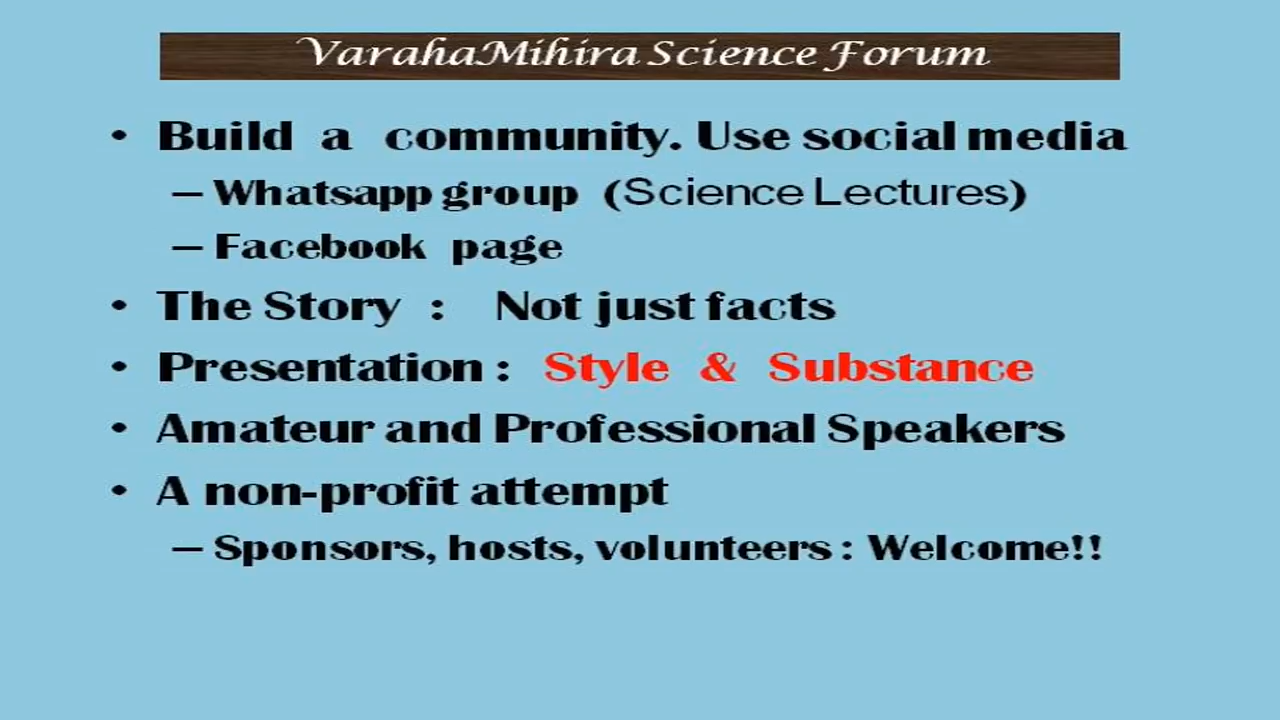 VarahaMihira Science Forum
• Build a community. Use social media
– Whatsapp group (Science Lectures)
– Facebook page
• The Story : Not just facts
• Presentation : Style & Substance
• Amateur and Professional Speakers
• A non-profit attempt
– Sponsors, hosts, volunteers : Welcome!!